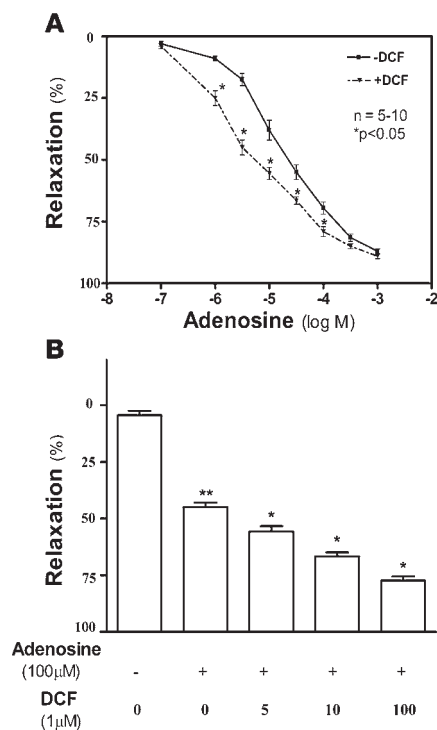 A
0
25
50
75
100
Relaxation (%)
-DCF
+DCF
n = 5-10
*p<0.05
*
*
*
*
*
-8 -7 -6 -5 -4 -3 -2
Adenosine (log M)
B
0
25
50
75
100
Relaxation (%)
**
*
*
*
Adenosine (100µM) - + + + +
DCF (1µM) 0 0 5 10 100